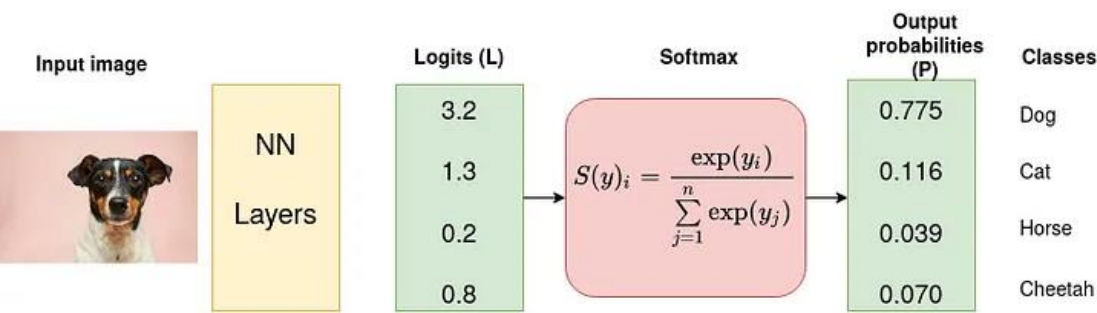 Input image
NN
Layers
Logits (L)
3.2
1.3
0.2
0.8
Softmax
S(y)_i = exp(y_i) / ∑_{j=1}^{n} exp(y_j)
Output
probabilities
(P)
0.775
0.116
0.039
0.070
Classes
Dog
Cat
Horse
Cheetah